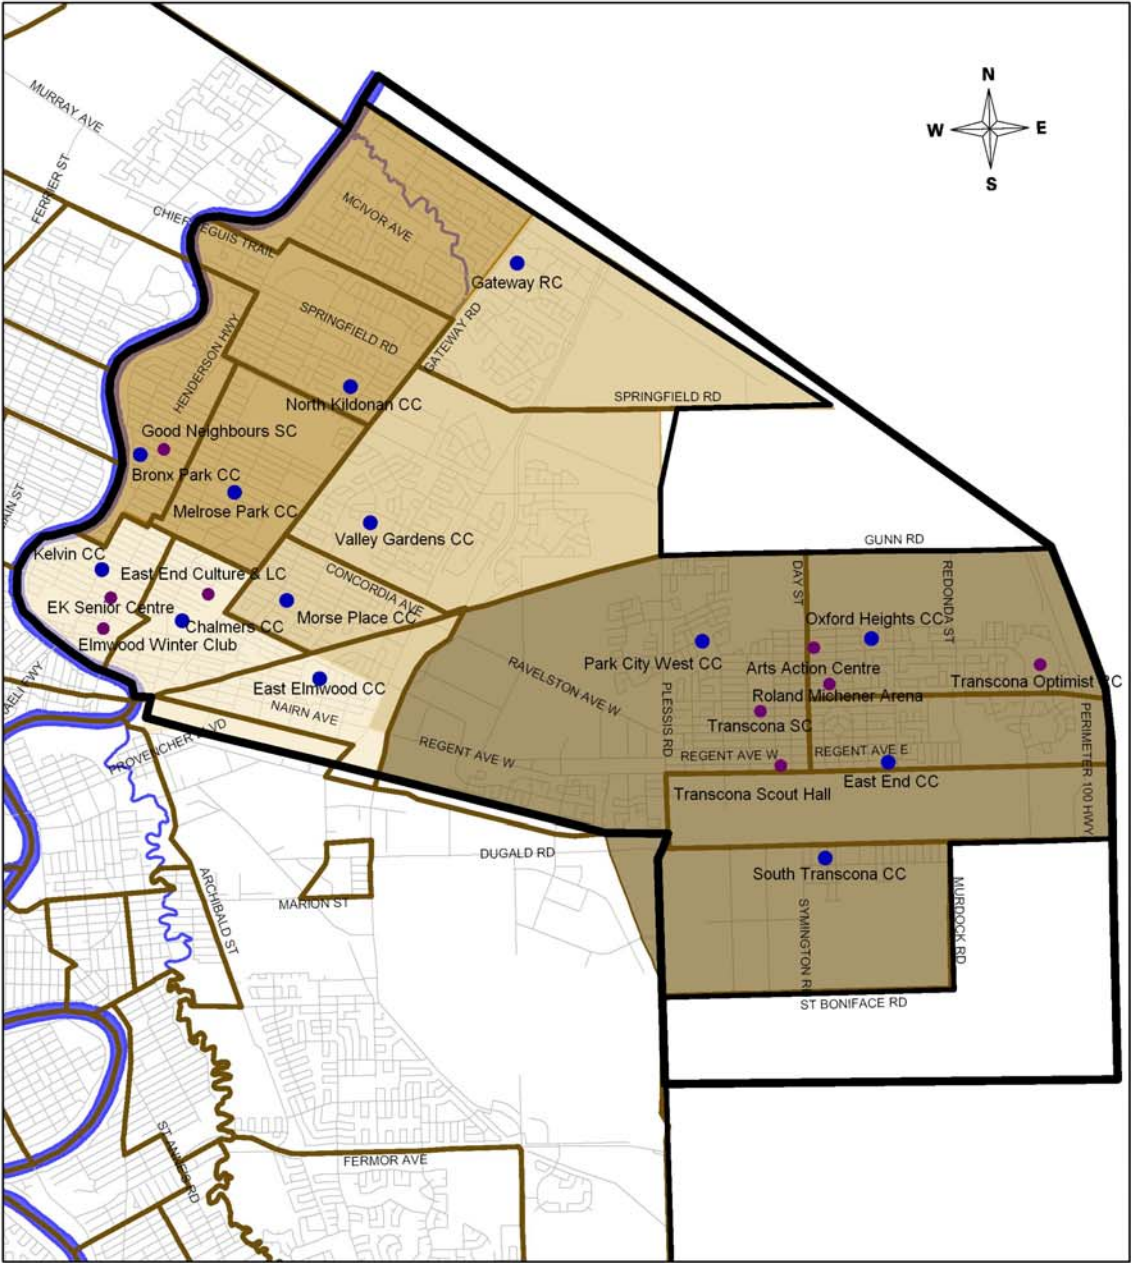 N
W E
S
MURRAY AVE
FERRIER ST
CHIEF PEGUIS TRAIL
MCIVOR AVE
Gateway RC
SPRINGFIELD RD
GATEWAY RD
HENDERSON HWY
SPRINGFIELD RD
North Kildonan CC
Good Neighbours SC
Bronx Park CC
Melrose Park CC
MAIN ST
Valley Gardens CC
GUNN RD
Kelvin CC
East End Culture & LC
CONCORDIA AVE
DAY ST
REDONDA ST
EK Senior Centre
Chalmers CC
Morse Place CC
Oxford Heights CC
Elmwood Winter Club
Park City West CC
Arts Action Centre
RAVELSTON AVE W
Transcona Optimist RC
East Elmwood CC
Roland Michener Arena
PLESSIS RD
NAIRN AVE
Transcona SC
PERIMETER 100 HWY
PROVENCHER BLVD
REGENT AVE W
REGENT AVE W
REGENT AVE E
East End CC
Transcona Scout Hall
DUGALD RD
South Transcona CC
ARCHIBALD ST
MARION ST
MURDOCK RD
SYMINGTON R
ST BONIFACE RD
ST ANNE'S RD
FERMOR AVE